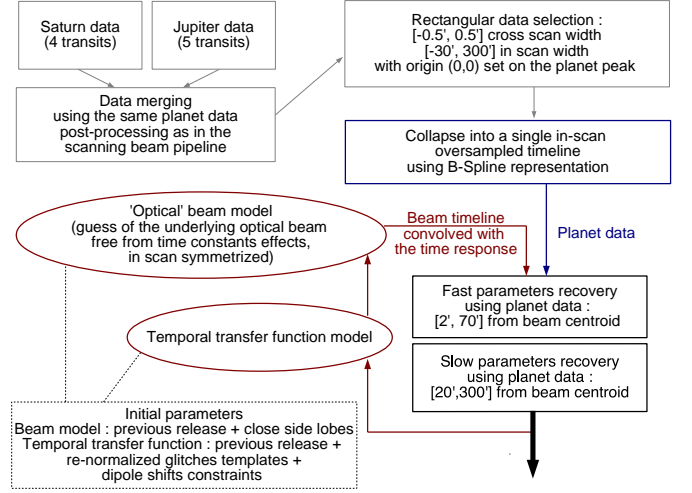 Saturn data
(4 transits)
Jupiter data
(5 transits)
Rectangular data selection :
[-0.5', 0.5'] cross scan width
[-30', 300'] in scan width
with origin (0,0) set on the planet peak
Data merging
using the same planet data
post-processing as in the
scanning beam pipeline
Collapse into a single in-scan
oversampled timeline
using B-Spline representation
'Optical' beam model
(guess of the underlying optical beam
free from time constants effects,
in scan symmetrized)
Beam timeline
convolved with
the time response
Planet data
Fast parameters recovery
using planet data :
[2', 70'] from beam centroid
Temporal transfer function model
Slow parameters recovery
using planet data :
[20',300'] from beam centroid
Initial parameters
Beam model : previous release + close side lobes
Temporal transfer function : previous release +
re-normalized glitches templates +
dipole shifts constraints